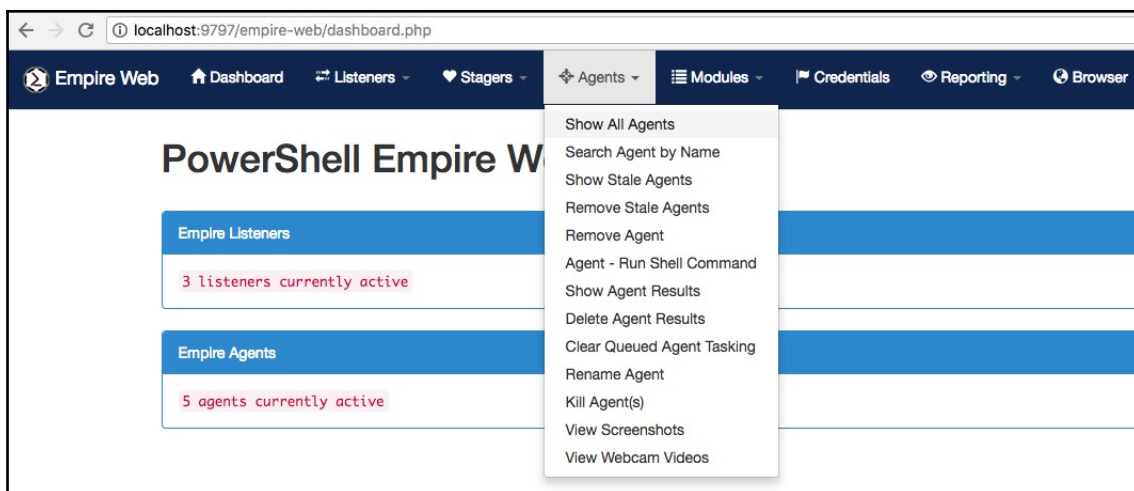 localhost:9797/empire-web/dashboard.php
Empire Web Dashboard Listeners Stagers Agents Modules Credentials Reporting Browser
Show All Agents
Search Agent by Name
Show Stale Agents
Remove Stale Agents
Remove Agent
Agent - Run Shell Command
Show Agent Results
Delete Agent Results
Clear Queued Agent Tasking
Rename Agent
Kill Agent(s)
View Screenshots
View Webcam Videos
PowerShell Empire W
Empire Listeners
3 listeners currently active
Empire Agents
5 agents currently active